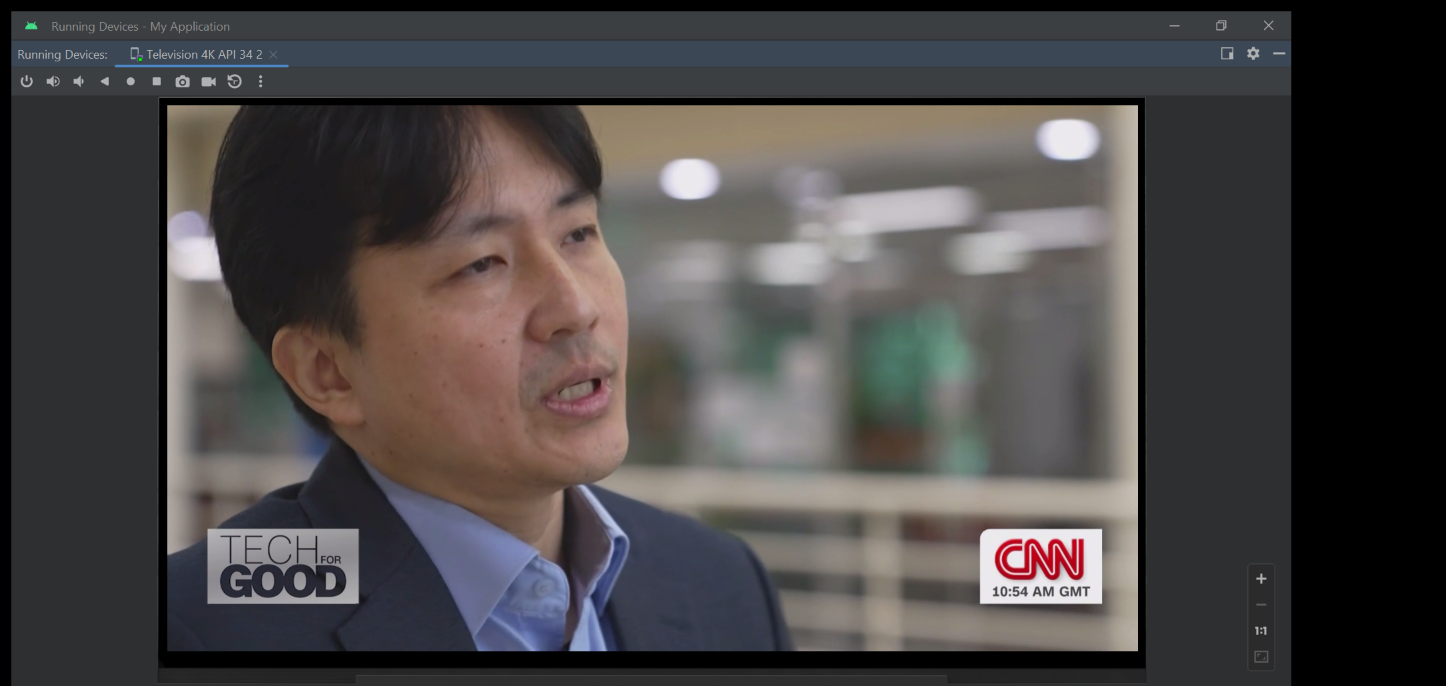 Running Devices - My Application
Running Devices:
Television 4K API 34 2
TECH FOR
GOOD
CNN
10:54 AM GMT
1:1